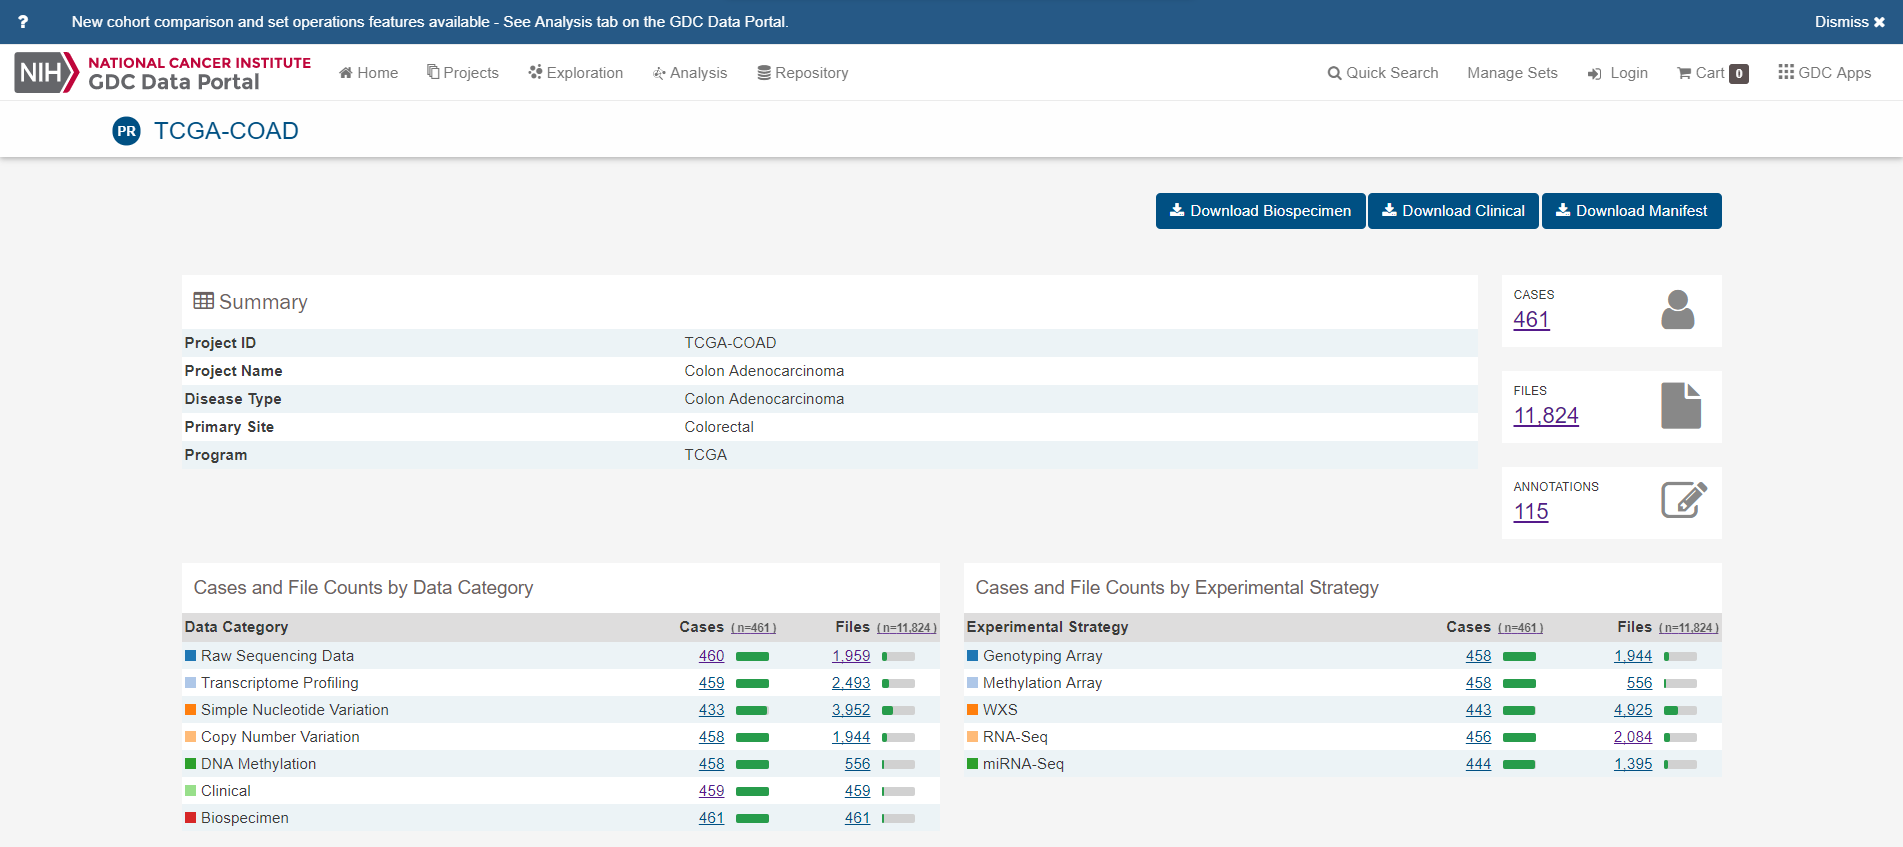 ? New cohort comparison and set operations features available - See Analysis tab on the GDC Data Portal. Dismiss ✖
NIH NATIONAL CANCER INSTITUTE
GDC Data Portal
Home Projects Exploration Analysis Repository Quick Search Manage Sets Login Cart 0 GDC Apps
PR TCGA-COAD
Download Biospecimen Download Clinical Download Manifest
Summary
Project ID TCGA-COAD
Project Name Colon Adenocarcinoma
Disease Type Colon Adenocarcinoma
Primary Site Colorectal
Program TCGA
CASES
461
FILES
11,824
ANNOTATIONS
115
Cases and File Counts by Data Category
Data Category Cases (n=461) Files (n=11,824)
Raw Sequencing Data 460 1,959
Transcriptome Profiling 459 2,493
Simple Nucleotide Variation 433 3,952
Copy Number Variation 458 1,944
DNA Methylation 458 556
Clinical 459 459
Biospecimen 461 461
Cases and File Counts by Experimental Strategy
Experimental Strategy Cases (n=461) Files (n=11,824)
Genotyping Array 458 1,944
Methylation Array 458 556
WXS 443 4,925
RNA-Seq 456 2,084
miRNA-Seq 444 1,395